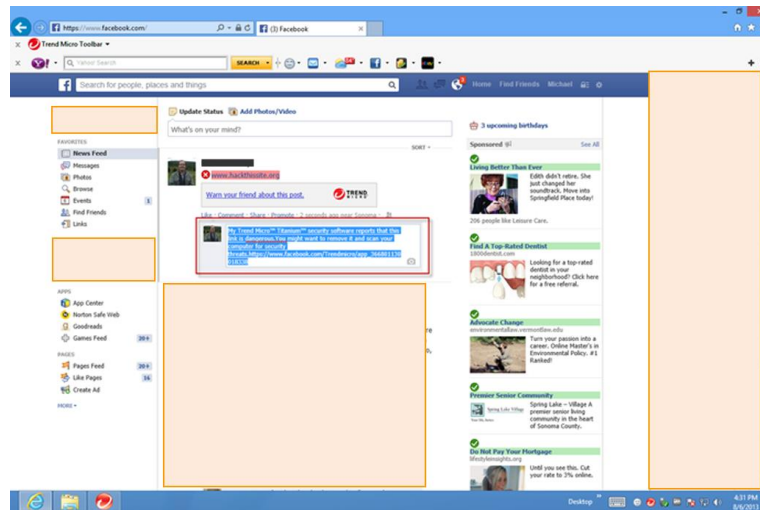 https://www.facebook.com/
(3) Facebook
Trend Micro Toolbar
Yahoo! Search
SEARCH
Search for people, places and things
Home Find Friends Michael
Update Status Add Photos/Video
What's on your mind?
SORT
FAVORITES
News Feed
Messages
Photos
Browse
Events 1
Find Friends
Links
APPS
App Center
Norton Safe Web
Goodreads
Games Feed 20+
PAGES
Pages Feed 20+
Like Pages 16
Create Ad
MORE
www.hackthissite.org
Warn your friend about this post.
TREND MICRO
Like · Comment · Share · Promote · 2 seconds ago near Sonoma
My Trend Micro™ Titanium™ security software reports that this
link is dangerous.You might want to remove it and scan your
computer for security
threats.https://www.facebook.com/Trendmicro/app_
3 upcoming birthdays
Sponsored See All
Living Better Than Ever
Edith didn't retire. She
just changed her
soundtrack. Move into
Springfield Place today!
206 people like Leisure Care.
Find A Top-Rated Dentist
1800dentist.com
Looking for a top-rated
dentist in your
neighborhood? Click here
for a free referral.
Advocate Change
environmentallaw.vermontlaw.edu
Turn your passion into a
career. Online Master's in
Environmental Policy. #1
Ranked!
Premier Senior Community
Spring Lake Village
Spring Lake ~ Village A
premier senior living
community in the heart
of Sonoma County.
Do Not Pay Your Mortgage
lifestyleinsights.org
Until you see this. Cut
your rate to 3% online.
Desktop
4:31 PM
8/6/2013